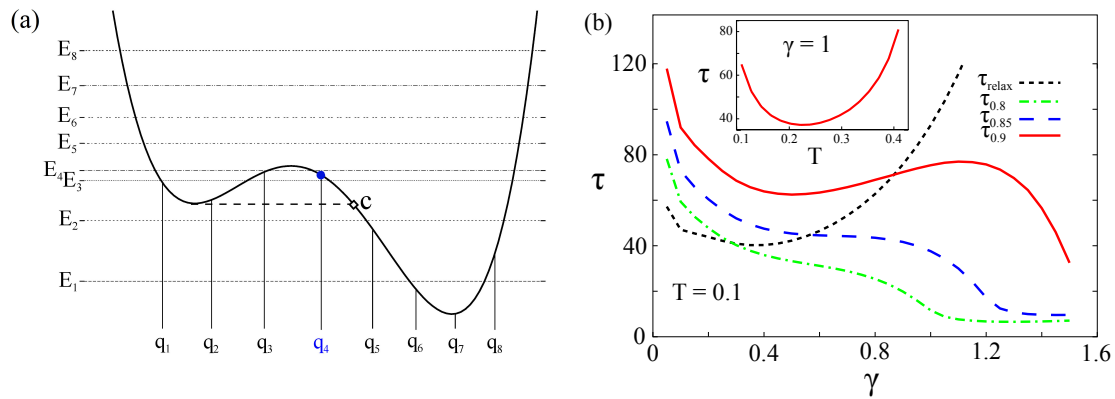 (a)
E₈
E₇
E₆
E₅
E₄E₃
E₂
E₁
c
q₁ q₂ q₃ q₄ q₅ q₆ q₇ q₈
(b)
120
80
40
0
τ
0 0.4 0.8 1.2 1.6
γ
T = 0.1
γ = 1
τ
80
60
40
0.1 0.2 0.3 0.4
T
τrelax
τ0.8
τ0.85
τ0.9